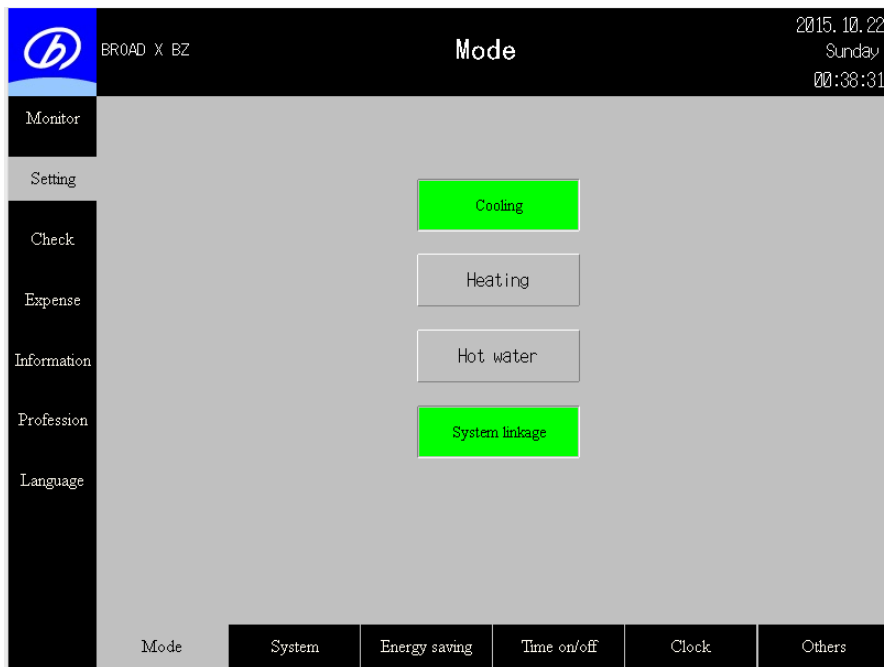 BROAD X BZ
Mode
2015.10.22
Sunday
00:38:31
Monitor
Setting
Check
Expense
Information
Profession
Language
Cooling
Heating
Hot water
System linkage
Mode
System
Energy saving
Time on/off
Clock
Others